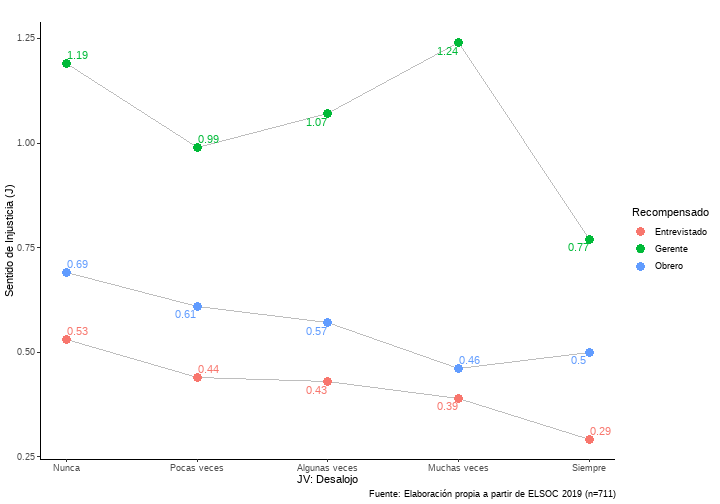 1.25
1.00
0.75
0.50
0.25
Sentido de Injusticia (J)
1.19
0.99
1.07
1.24
0.77
0.69
0.61
0.57
0.46
0.5
0.53
0.44
0.43
0.39
0.29
Recompensado
Entrevistado
Gerente
Obrero
Nunca
Pocas veces
Algunas veces
Muchas veces
Siempre
JV: Desalojo
Fuente: Elaboración propia a partir de ELSOC 2019 (n=711)